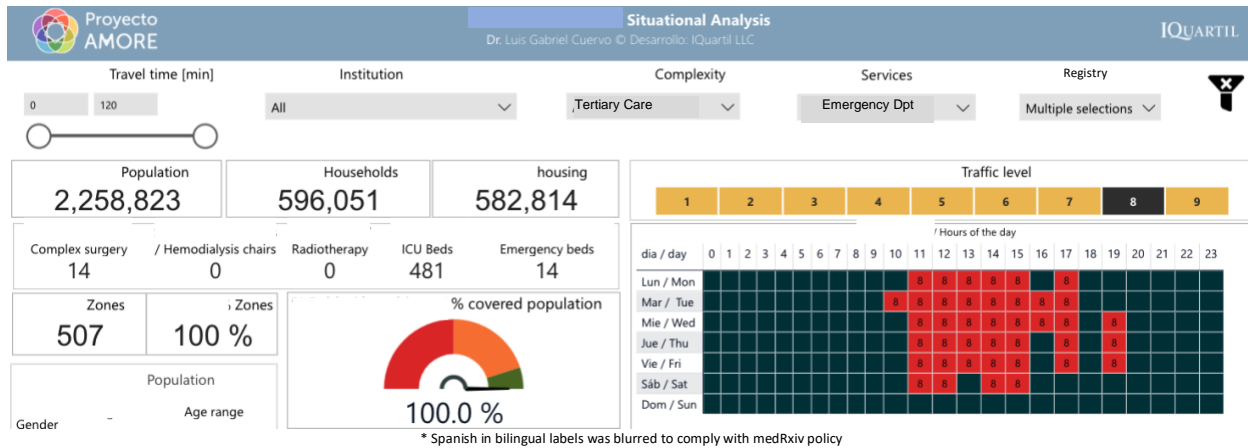 Proyecto
AMORE
Situational Analysis
Dr. Luis Gabriel Cuervo © Desarrollo: IQuartil LLC
IQUARTIL
Travel time [min]
Institution
Complexity
Services
Registry
0
120
All
Tertiary Care
Emergency Dpt
Multiple selections
Population
Households
housing
Traffic level
2,258,823
596,051
582,814
1 2 3 4 5 6 7 8 9
/ Hours of the day
Complex surgery
/ Hemodialysis chairs
Radiotherapy
ICU Beds
Emergency beds
14
0
0
481
14
dia / day 0 1 2 3 4 5 6 7 8 9 10 11 12 13 14 15 16 17 18 19 20 21 22 23
Lun / Mon 8 8 8 8 8 8
Mar / Tue 8 8 8 8 8 8 8 8
Mie / Wed 8 8 8 8 8 8 8 8
Jue / Thu 8 8 8 8 8 8 8
Vie / Fri 8 8 8 8 8 8 8
Sáb / Sat 8 8 8 8
Dom / Sun
Zones
Zones
507
100 %
% covered population
100.0 %
Population
Gender
Age range
* Spanish in bilingual labels was blurred to comply with medRxiv policy